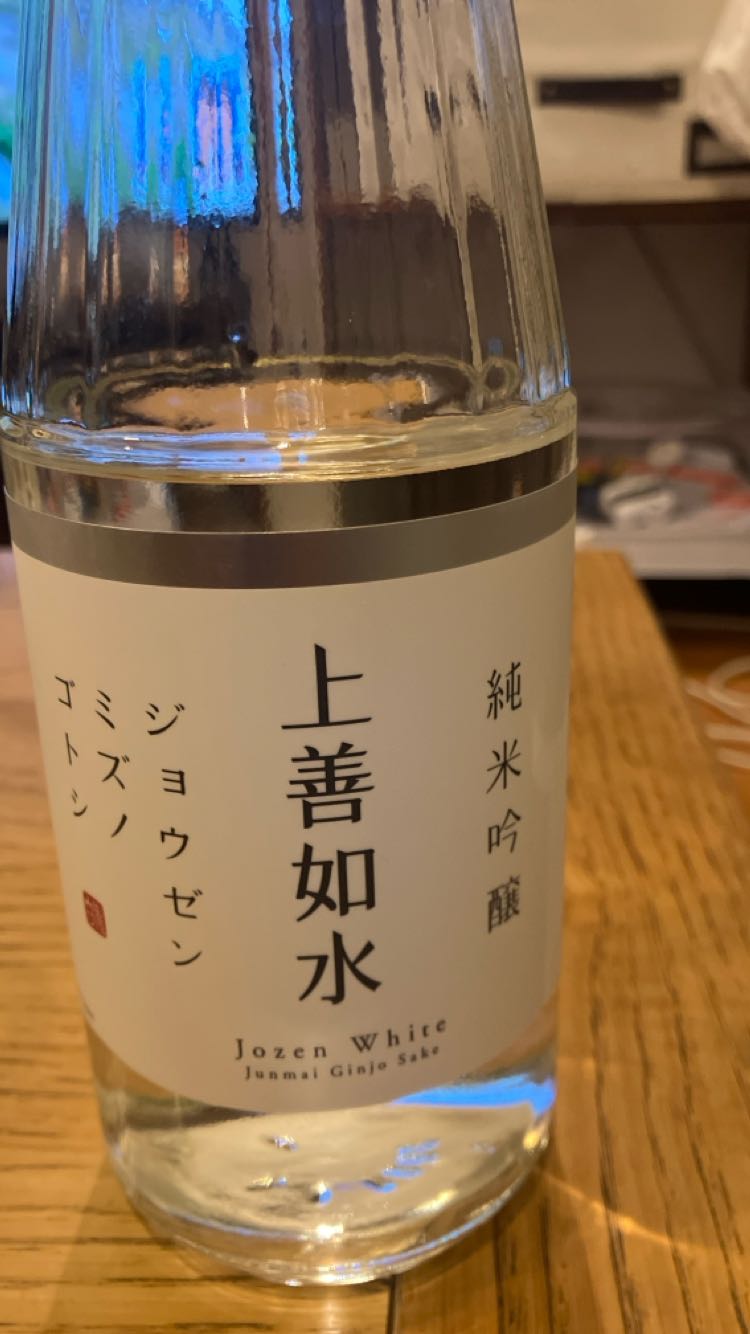 純米吟醸
上善如水
ジョウゼン
ミズノ
ゴトシ
Jozen White
Junmai Ginjo Sake